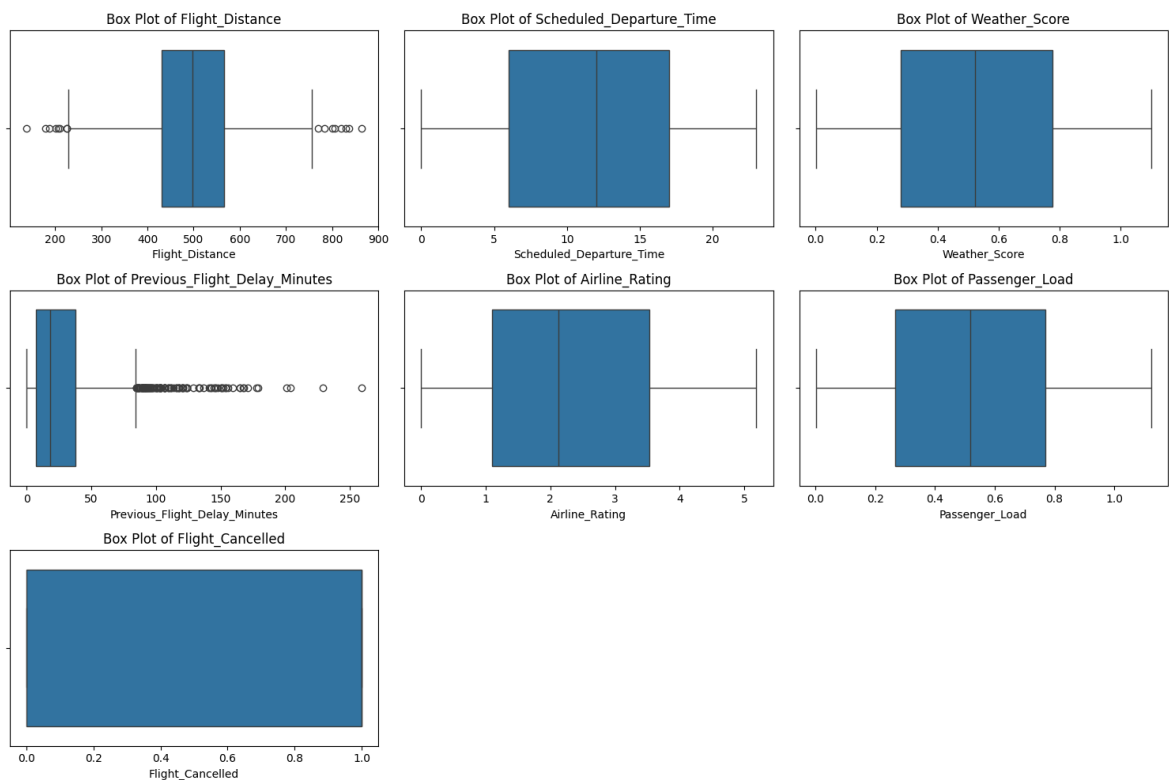 Box Plot of Flight_Distance
Box Plot of Scheduled_Departure_Time
Box Plot of Weather_Score
200 300 400 500 600 700 800 900
0 5 10 15 20
0.0 0.2 0.4 0.6 0.8 1.0
Flight_Distance
Scheduled_Departure_Time
Weather_Score
Box Plot of Previous_Flight_Delay_Minutes
Box Plot of Airline_Rating
Box Plot of Passenger_Load
0 50 100 150 200 250
0 1 2 3 4 5
0.0 0.2 0.4 0.6 0.8 1.0
Previous_Flight_Delay_Minutes
Airline_Rating
Passenger_Load
Box Plot of Flight_Cancelled
0.0 0.2 0.4 0.6 0.8 1.0
Flight_Cancelled